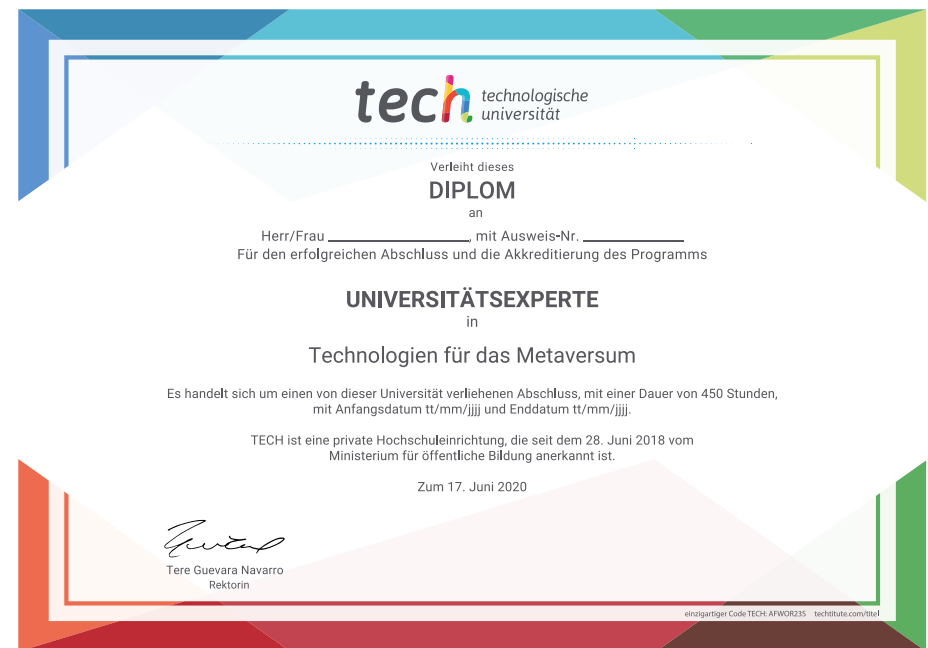 tech technologische
universität
Verleiht dieses
DIPLOM
an
Herr/Frau ____________________, mit Ausweis-Nr. ______________
Für den erfolgreichen Abschluss und die Akkreditierung des Programms
UNIVERSITÄTSEXPERTE
in
Technologien für das Metaversum
Es handelt sich um einen von dieser Universität verliehenen Abschluss, mit einer Dauer von 450 Stunden,
mit Anfangsdatum tt/mm/jjjj und Enddatum tt/mm/jjjj.
TECH ist eine private Hochschuleinrichtung, die seit dem 28. Juni 2018 vom
Ministerium für öffentliche Bildung anerkannt ist.
Zum 17. Juni 2020
Tere Guevara Navarro
Rektorin
einzigartiger Code TECH: AFWOR23S techtitute.com/titel